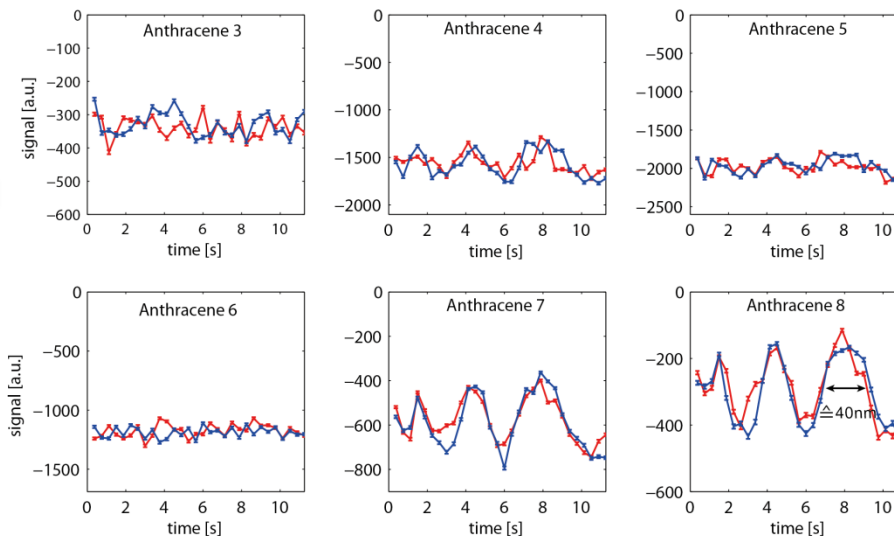 Anthracene 3
0
−100
−200
−300
−400
−500
−600
signal [a.u.]
0 2 4 6 8 10
time [s]
Anthracene 4
0
−500
−1000
−1500
−2000
0 2 4 6 8 10
time [s]
Anthracene 5
0
−500
−1000
−1500
−2000
−2500
0 2 4 6 8 10
time [s]
Anthracene 6
0
−500
−1000
−1500
signal [a.u.]
0 2 4 6 8 10
time [s]
Anthracene 7
0
−200
−400
−600
−800
0 2 4 6 8 10
time [s]
Anthracene 8
0
−200
−400
−600
≙40nm
0 2 4 6 8 10
time [s]